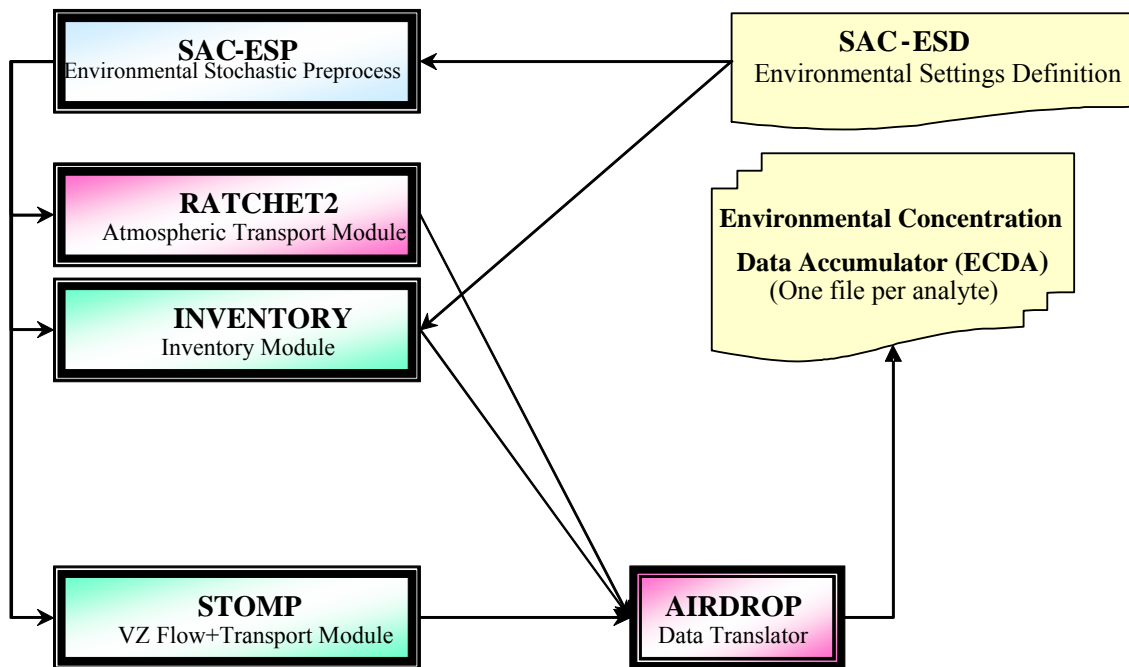 SAC-ESP
Environmental Stochastic Preprocess
SAC-ESD
Environmental Settings Definition
RATCHET2
Atmospheric Transport Module
Environmental Concentration
Data Accumulator (ECDA)
(One file per analyte)
INVENTORY
Inventory Module
STOMP
VZ Flow+Transport Module
AIRDROP
Data Translator